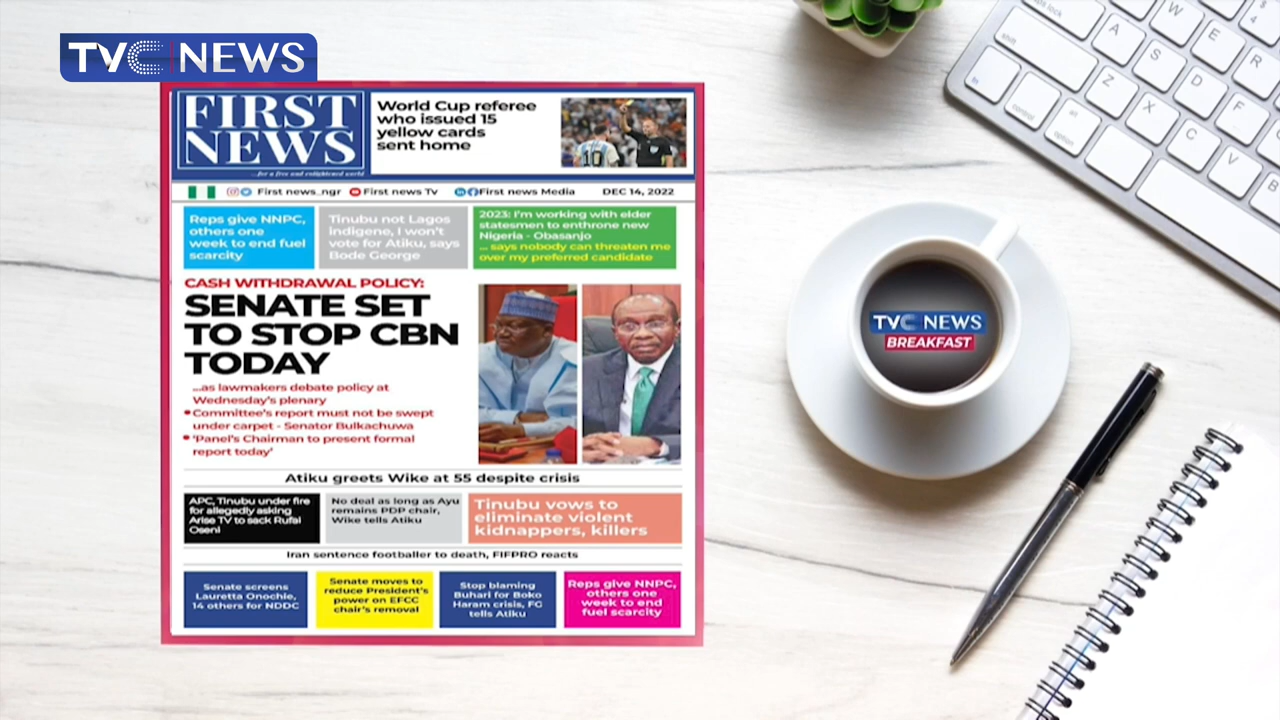 TVC NEWS
FIRST
NEWS
...for a free and enlightened world
World Cup referee
who issued 15
yellow cards
sent home
10
First news_ngr
First news Tv
First news Media
DEC 14, 2022
Reps give NNPC,
others one
week to end fuel
scarcity
Tinubu not Lagos
indigene, I won't
vote for Atiku, says
Bode George
2023: I'm working with elder
statesmen to enthrone new
Nigeria - Obasanjo
... says nobody can threaten me
over my preferred candidate
CASH WITHDRAWAL POLICY:
SENATE SET
TO STOP CBN
TODAY
...as lawmakers debate policy at
Wednesday's plenary
Committee's report must not be swept
under carpet - Senator Bulkachuwa
'Panel's Chairman to present formal
report today'
Atiku greets Wike at 55 despite crisis
APC, Tinubu under fire
for allegedly asking
Arise TV to sack Rufai
Oseni
No deal as long as Ayu
remains PDP chair,
Wike tells Atiku
Tinubu vows to
eliminate violent
kidnappers, killers
Iran sentence footballer to death, FIFPRO reacts
Senate screens
Lauretta Onochie,
14 others for NDDC
Senate moves to
reduce President's
power on EFCC
chair's removal
Stop blaming
Buhari for Boko
Haram crisis, FG
tells Atiku
Reps give NNPC,
others one
week to end
fuel scarcity
TVC NEWS
BREAKFAST
caps lock
W
E
R
shift
A
S
D
F
fn
control
alt
option
Z
X
C
V
B
$
4